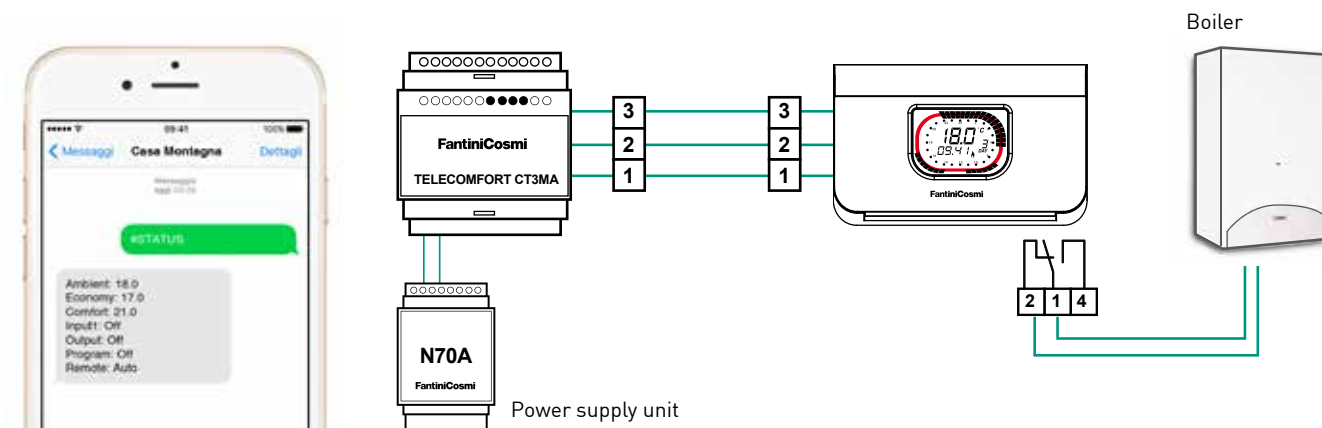 Boiler
09:41
100%
Messaggi Casa Montagna Dettagli
#STATUS
Ambient: 18.0
Economy: 17.0
Comfort: 21.0
Input1: Off
Output: Off
Program: Off
Remote: Auto
FantiniCosmi
TELECOMFORT CT3MA
3 3
2 2
1 1
18.0 °C
09.41
FantiniCosmi
2 1 4
N70A
FantiniCosmi
Power supply unit